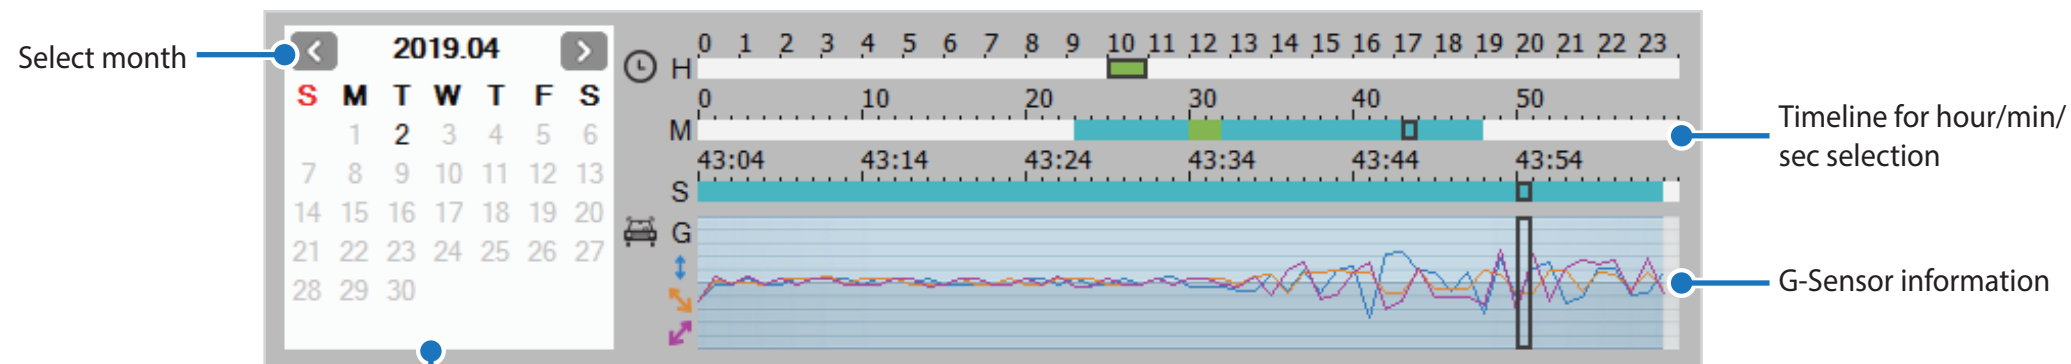 Select month
2019.04
S M T W T F S
1 2 3 4 5 6
7 8 9 10 11 12 13
14 15 16 17 18 19 20
21 22 23 24 25 26 27
28 29 30
0 1 2 3 4 5 6 7 8 9 10 11 12 13 14 15 16 17 18 19 20 21 22 23
H
0 10 20 30 40 50
M
43:04 43:14 43:24 43:34 43:44 43:54
S
G
Timeline for hour/min/
sec selection
G-Sensor information